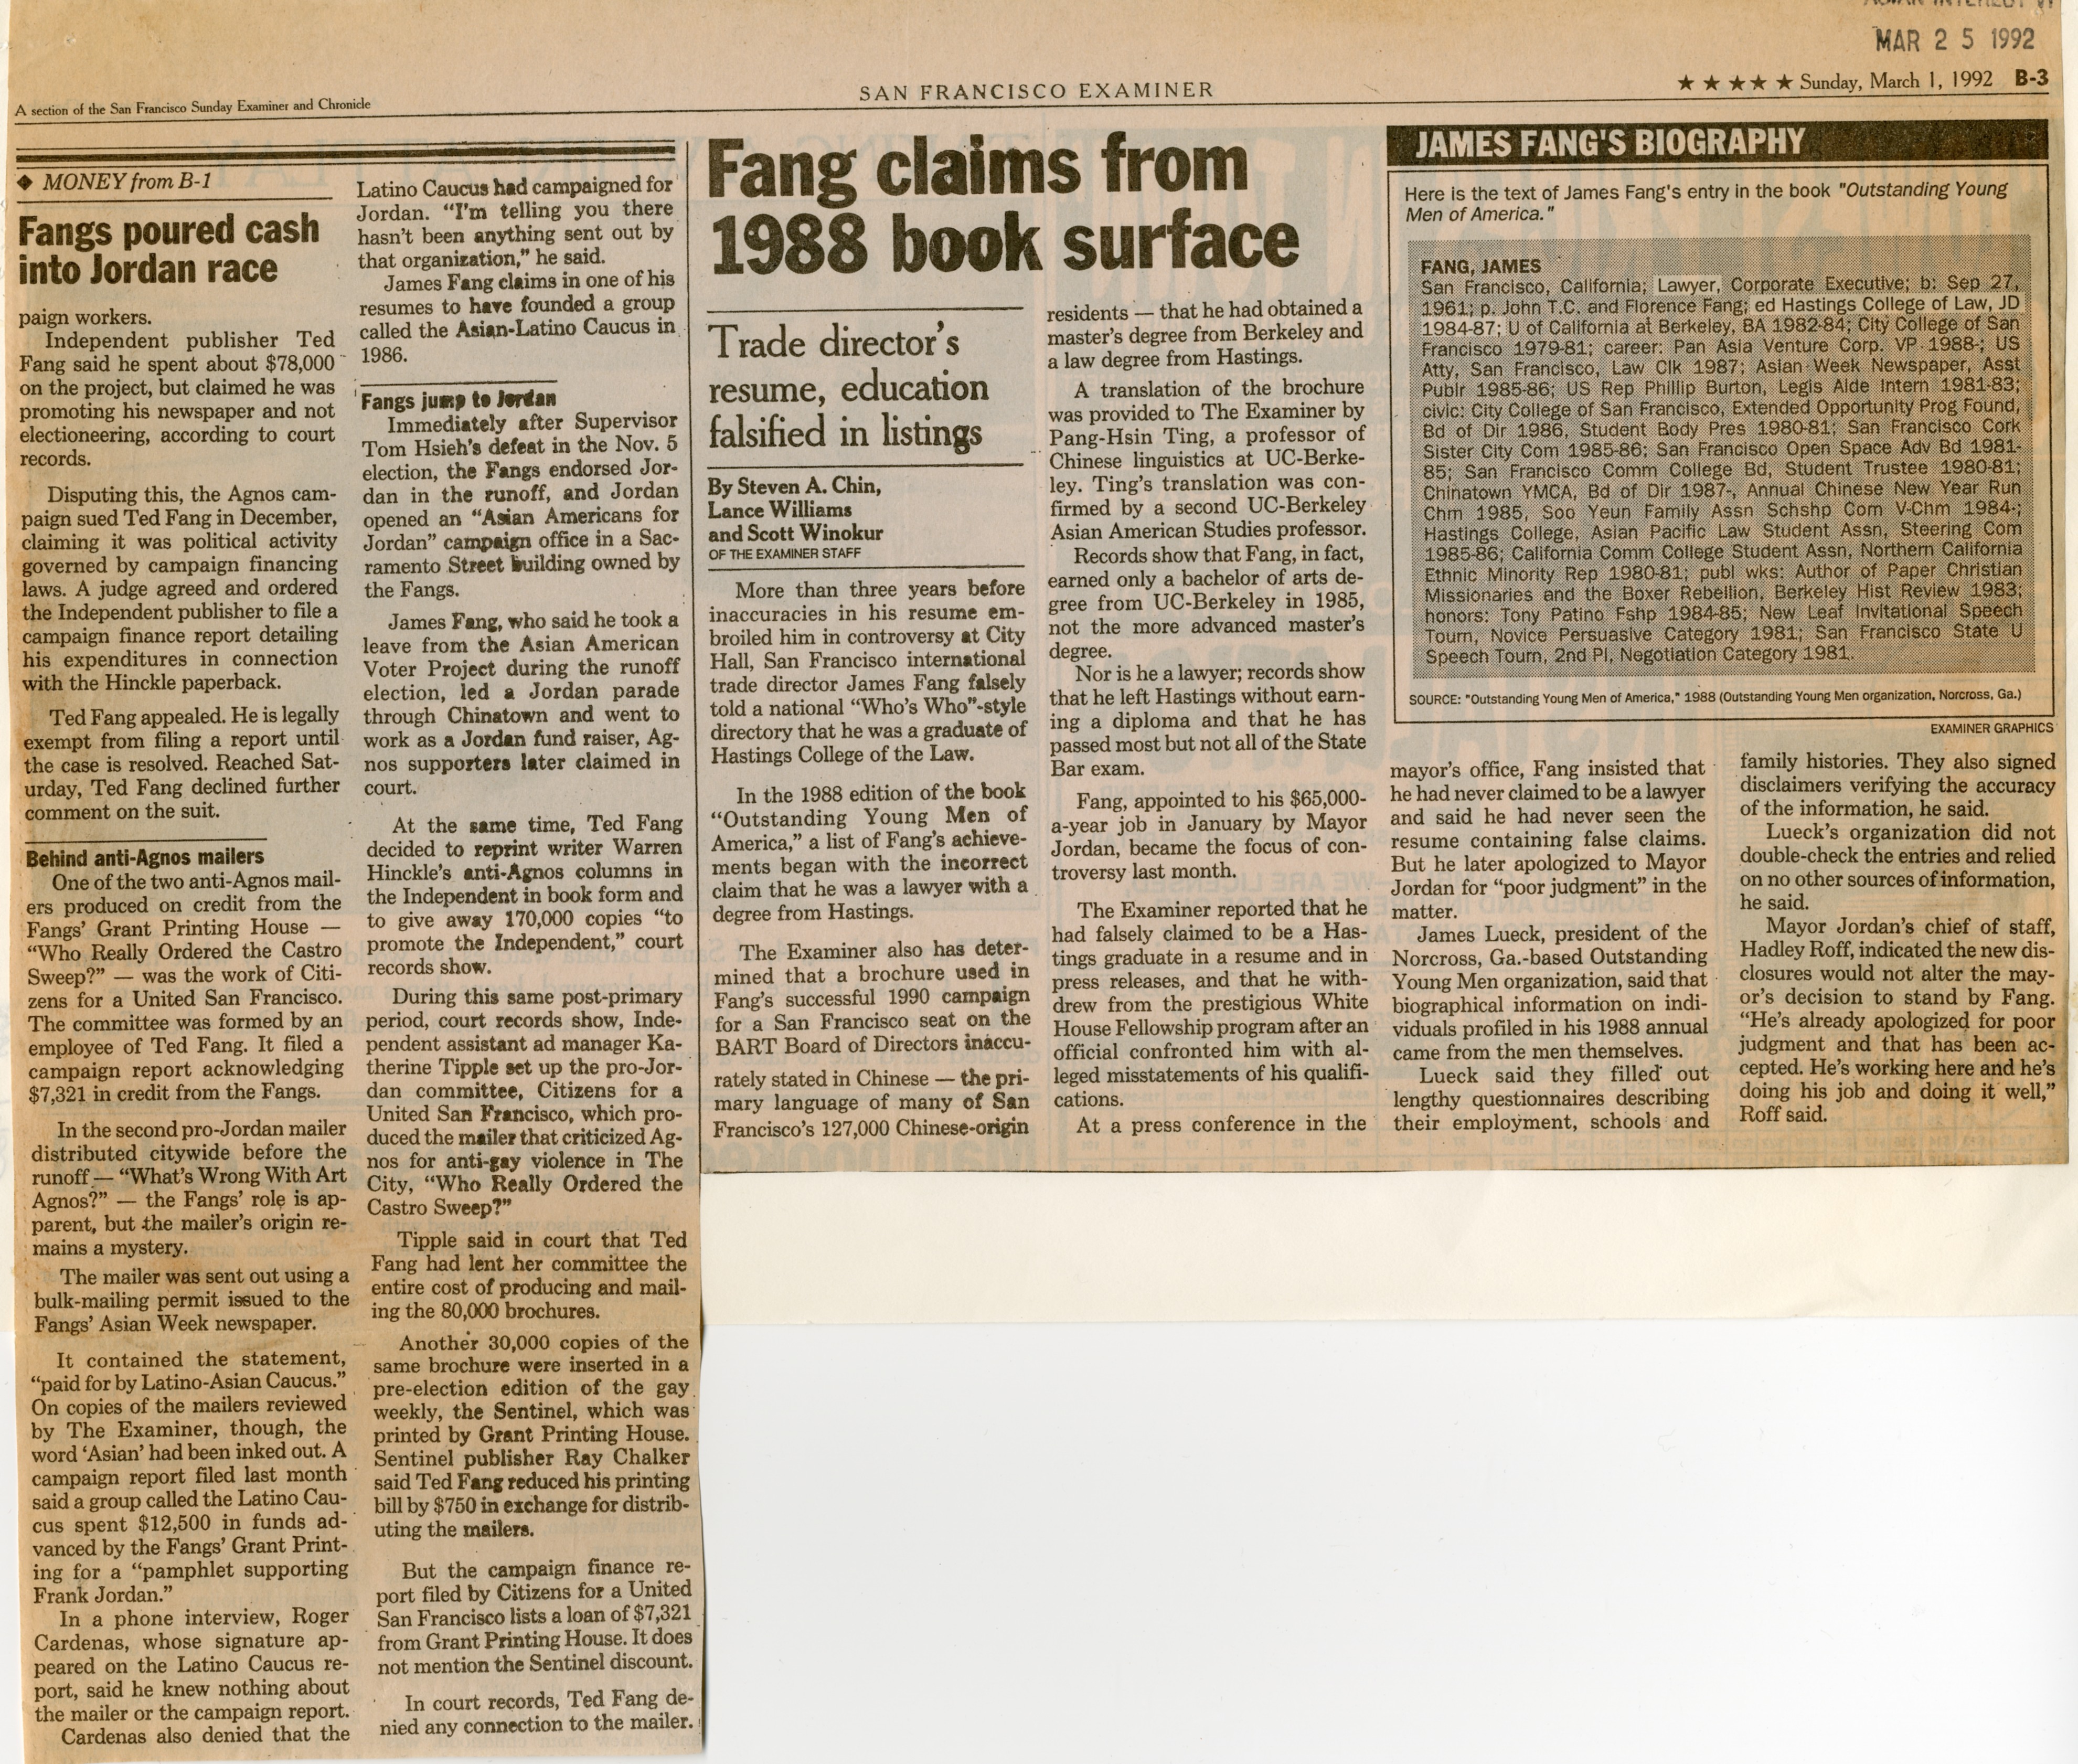 MAR 25 1992
A section of the San Francisco Sunday Examiner and Chronicle
SAN FRANCISCO EXAMINER
★ ★ ★ ★ ★ Sunday, March 1, 1992 B-3
◆ MONEY from B-1
Fangs poured cash
into Jordan race
paign workers.
Independent publisher Ted
Fang said he spent about $78,000
on the project, but claimed he was
promoting his newspaper and not
electioneering, according to court
records.
Disputing this, the Agnos cam-
paign sued Ted Fang in December,
claiming it was political activity
governed by campaign financing
laws. A judge agreed and ordered
the Independent publisher to file a
campaign finance report detailing
his expenditures in connection
with the Hinckle paperback.
Ted Fang appealed. He is legally
exempt from filing a report until
the case is resolved. Reached Sat-
urday, Ted Fang declined further
comment on the suit.
Behind anti-Agnos mailers
One of the two anti-Agnos mail-
ers produced on credit from the
Fangs' Grant Printing House —
“Who Really Ordered the Castro
Sweep?” — was the work of Citi-
zens for a United San Francisco.
The committee was formed by an
employee of Ted Fang. It filed a
campaign report acknowledging
$7,321 in credit from the Fangs.
In the second pro-Jordan mailer
distributed citywide before the
runoff — “What's Wrong With Art
Agnos?” — the Fangs' role is ap-
parent, but the mailer's origin re-
mains a mystery.
The mailer was sent out using a
bulk-mailing permit issued to the
Fangs' Asian Week newspaper.
It contained the statement,
“paid for by Latino-Asian Caucus.”
On copies of the mailers reviewed
by The Examiner, though, the
word ‘Asian’ had been inked out. A
campaign report filed last month
said a group called the Latino Cau-
cus spent $12,500 in funds ad-
vanced by the Fangs' Grant Print-
ing for a “pamphlet supporting
Frank Jordan.”
In a phone interview, Roger
Cardenas, whose signature ap-
peared on the Latino Caucus re-
port, said he knew nothing about
the mailer or the campaign report.
Cardenas also denied that the
Latino Caucus had campaigned for
Jordan. “I'm telling you there
hasn't been anything sent out by
that organization,” he said.
James Fang claims in one of his
resumes to have founded a group
called the Asian-Latino Caucus in
1986.
Fangs jump to Jordan
Immediately after Supervisor
Tom Hsieh's defeat in the Nov. 5
election, the Fangs endorsed Jor-
dan in the runoff, and Jordan
opened an “Asian Americans for
Jordan” campaign office in a Sac-
ramento Street building owned by
the Fangs.
James Fang, who said he took a
leave from the Asian American
Voter Project during the runoff
election, led a Jordan parade
through Chinatown and went to
work as a Jordan fund raiser, Ag-
nos supporters later claimed in
court.
At the same time, Ted Fang
decided to reprint writer Warren
Hinckle's anti-Agnos columns in
the Independent in book form and
to give away 170,000 copies “to
promote the Independent,” court
records show.
During this same post-primary
period, court records show, Inde-
pendent assistant ad manager Ka-
therine Tipple set up the pro-Jor-
dan committee, Citizens for a
United San Francisco, which pro-
duced the mailer that criticized Ag-
nos for anti-gay violence in The
City, “Who Really Ordered the
Castro Sweep?”
Tipple said in court that Ted
Fang had lent her committee the
entire cost of producing and mail-
ing the 80,000 brochures.
Another 30,000 copies of the
same brochure were inserted in a
pre-election edition of the gay
weekly, the Sentinel, which was
printed by Grant Printing House.
Sentinel publisher Ray Chalker
said Ted Fang reduced his printing
bill by $750 in exchange for distrib-
uting the mailers.
But the campaign finance re-
port filed by Citizens for a United
San Francisco lists a loan of $7,321
from Grant Printing House. It does
not mention the Sentinel discount.
In court records, Ted Fang de-
nied any connection to the mailer.
Fang claims from
1988 book surface
Trade director's
resume, education
falsified in listings
By Steven A. Chin,
Lance Williams
and Scott Winokur
OF THE EXAMINER STAFF
More than three years before
inaccuracies in his resume em-
broiled him in controversy at City
Hall, San Francisco international
trade director James Fang falsely
told a national “Who's Who”-style
directory that he was a graduate of
Hastings College of the Law.
In the 1988 edition of the book
“Outstanding Young Men of
America,” a list of Fang's achieve-
ments began with the incorrect
claim that he was a lawyer with a
degree from Hastings.
The Examiner also has deter-
mined that a brochure used in
Fang's successful 1990 campaign
for a San Francisco seat on the
BART Board of Directors inaccu-
rately stated in Chinese — the pri-
mary language of many of San
Francisco's 127,000 Chinese-origin
residents — that he had obtained a
master's degree from Berkeley and
a law degree from Hastings.
A translation of the brochure
was provided to The Examiner by
Pang-Hsin Ting, a professor of
Chinese linguistics at UC-Berke-
ley. Ting's translation was con-
firmed by a second UC-Berkeley
Asian American Studies professor.
Records show that Fang, in fact,
earned only a bachelor of arts de-
gree from UC-Berkeley in 1985,
not the more advanced master's
degree.
Nor is he a lawyer; records show
that he left Hastings without earn-
ing a diploma and that he has
passed most but not all of the State
Bar exam.
Fang, appointed to his $65,000-
a-year job in January by Mayor
Jordan, became the focus of con-
troversy last month.
The Examiner reported that he
had falsely claimed to be a Has-
tings graduate in a resume and in
press releases, and that he with-
drew from the prestigious White
House Fellowship program after an
official confronted him with al-
leged misstatements of his qualifi-
cations.
At a press conference in the
JAMES FANG'S BIOGRAPHY
Here is the text of James Fang's entry in the book "Outstanding Young
Men of America."
FANG, JAMES
San Francisco, California; Lawyer, Corporate Executive; b: Sep 27,
1961; p. John T.C. and Florence Fang; ed Hastings College of Law, JD
1984-87; U of California at Berkeley, BA 1982-84; City College of San
Francisco 1979-81; career: Pan Asia Venture Corp. VP 1988-; US
Atty, San Francisco, Law Clk 1987; Asian Week Newspaper, Asst
Publr 1985-86; US Rep Phillip Burton, Legis Aide Intern 1981-83;
civic: City College of San Francisco, Extended Opportunity Prog Found,
Bd of Dir 1986, Student Body Pres 1980-81; San Francisco Cork
Sister City Com 1985-86; San Francisco Open Space Adv Bd 1981-
85; San Francisco Comm College Bd, Student Trustee 1980-81;
Chinatown YMCA, Bd of Dir 1987-, Annual Chinese New Year Run
Chm 1985, Soo Yeun Family Assn Schshp Com V-Chm 1984-;
Hastings College, Asian Pacific Law Student Assn, Steering Com
1985-86; California Comm College Student Assn, Northern California
Ethnic Minority Rep 1980-81; publ wks: Author of Paper Christian
Missionaries and the Boxer Rebellion, Berkeley Hist Review 1983;
honors: Tony Patino Fshp 1984-85; New Leaf Invitational Speech
Tourn, Novice Persuasive Category 1981; San Francisco State U
Speech Tourn, 2nd Pl, Negotiation Category 1981.
SOURCE: "Outstanding Young Men of America," 1988 (Outstanding Young Men organization, Norcross, Ga.)
EXAMINER GRAPHICS
mayor's office, Fang insisted that
he had never claimed to be a lawyer
and said he had never seen the
resume containing false claims.
But he later apologized to Mayor
Jordan for “poor judgment” in the
matter.
James Lueck, president of the
Norcross, Ga.-based Outstanding
Young Men organization, said that
biographical information on indi-
viduals profiled in his 1988 annual
came from the men themselves.
Lueck said they filled out
lengthy questionnaires describing
their employment, schools and
family histories. They also signed
disclaimers verifying the accuracy
of the information, he said.
Lueck's organization did not
double-check the entries and relied
on no other sources of information,
he said.
Mayor Jordan's chief of staff,
Hadley Roff, indicated the new dis-
closures would not alter the may-
or's decision to stand by Fang.
“He's already apologized for poor
judgment and that has been ac-
cepted. He's working here and he's
doing his job and doing it well,”
Roff said.